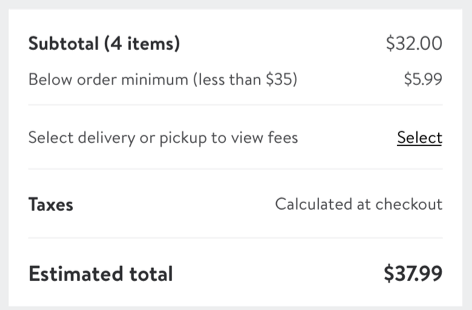 Subtotal (4 items) $32.00
Below order minimum (less than $35) $5.99
Select delivery or pickup to view fees Select
Taxes Calculated at checkout
Estimated total $37.99